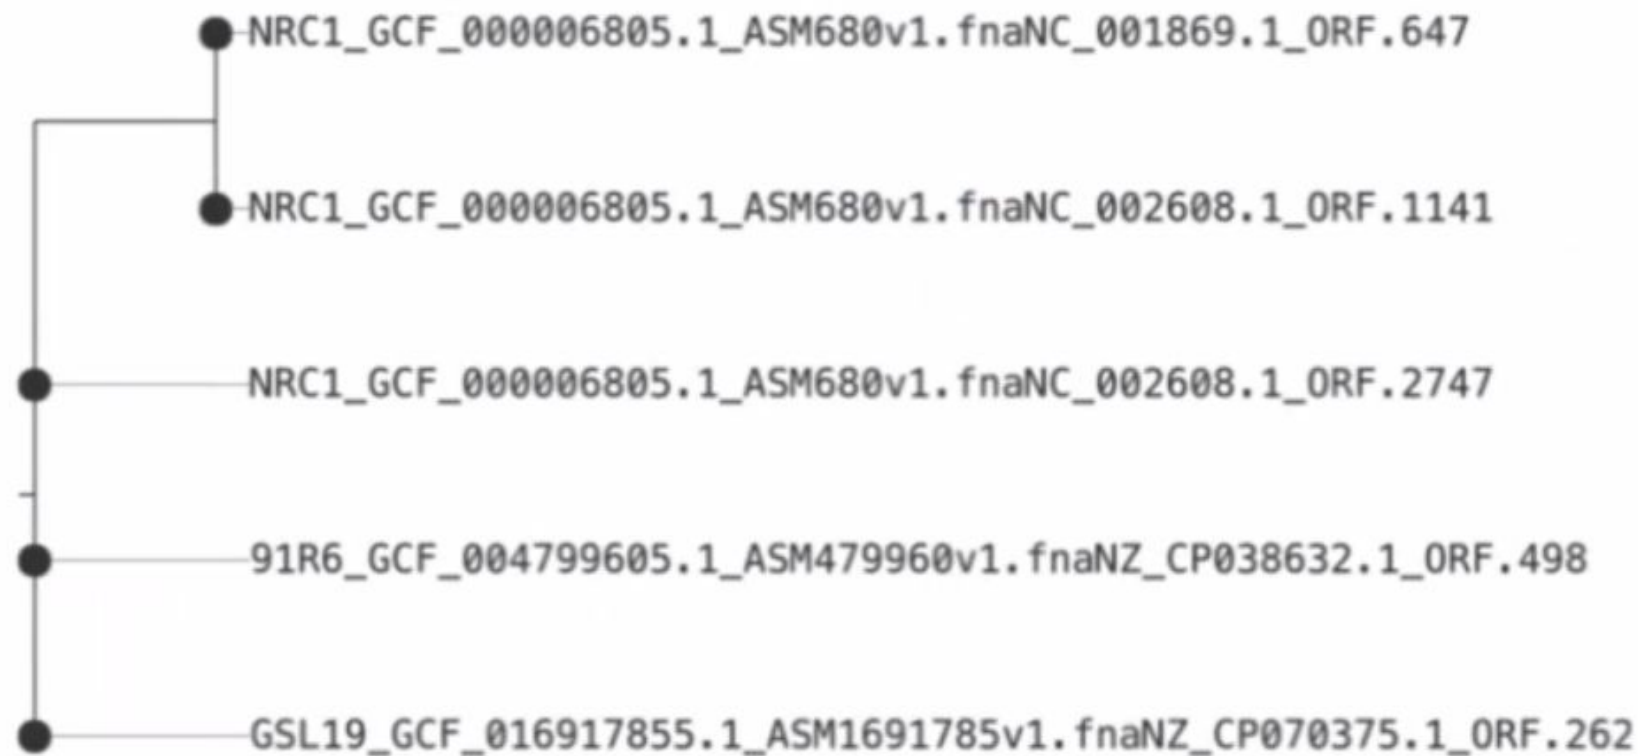 NRC1_GCF_000006805.1_ASM680v1.fnaNC_001869.1_ORF.647
NRC1_GCF_000006805.1_ASM680v1.fnaNC_002608.1_ORF.1141
NRC1_GCF_000006805.1_ASM680v1.fnaNC_002608.1_ORF.2747
91R6_GCF_004799605.1_ASM479960v1.fnaNZ_CP038632.1_ORF.498
GSL19_GCF_016917855.1_ASM1691785v1.fnaNZ_CP070375.1_ORF.262